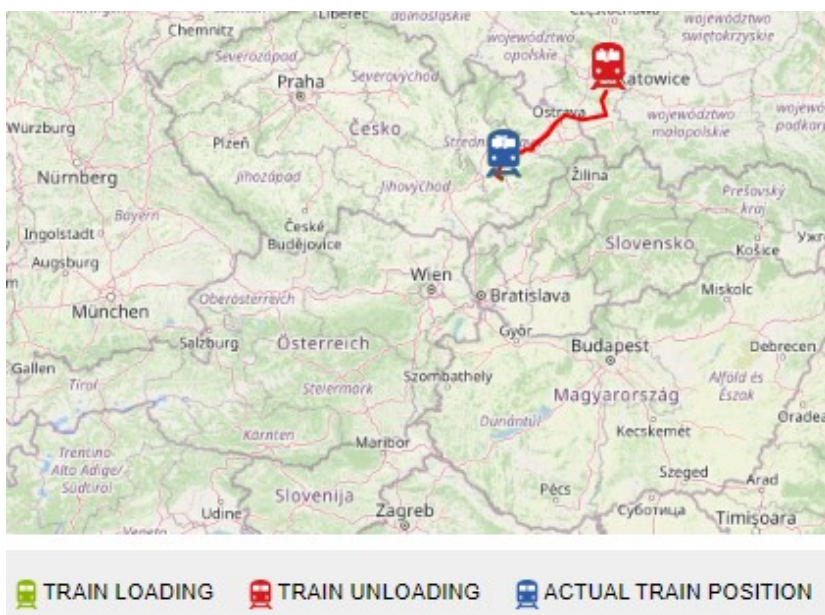 Liberec
dolnośląskie
Częstochowa
województwo
świętokrzyskie
Chemnitz
województwo
opolskie
Severozápad
Praha
Severovýchod
Katowice
Ostrava
województwo
małopolskie
Würzburg
Česko
Plzeň
Nürnberg
Jihozápad
Jihovýchod
Žilina
Prešovský
kraj
Bayern
Ingolstadt
České
Budějovice
Slovensko
Košice
Augsburg
Wien
Miskolc
München
Oberösterreich
Bratislava
Győr
Salzburg
Österreich
Budapest
Debrecen
Gallen
Tirol
Steiermark
Szombathely
Alföld és
Észak
Magyarország
Kärnten
Dunántúl
Oradea
Maribor
Kecskemét
Trentino
Alto Adige/
Südtirol
Szeged
Arad
Slovenija
Pécs
Udine
Zagreb
Суботица
Timișoara
TRAIN LOADING TRAIN UNLOADING ACTUAL TRAIN POSITION